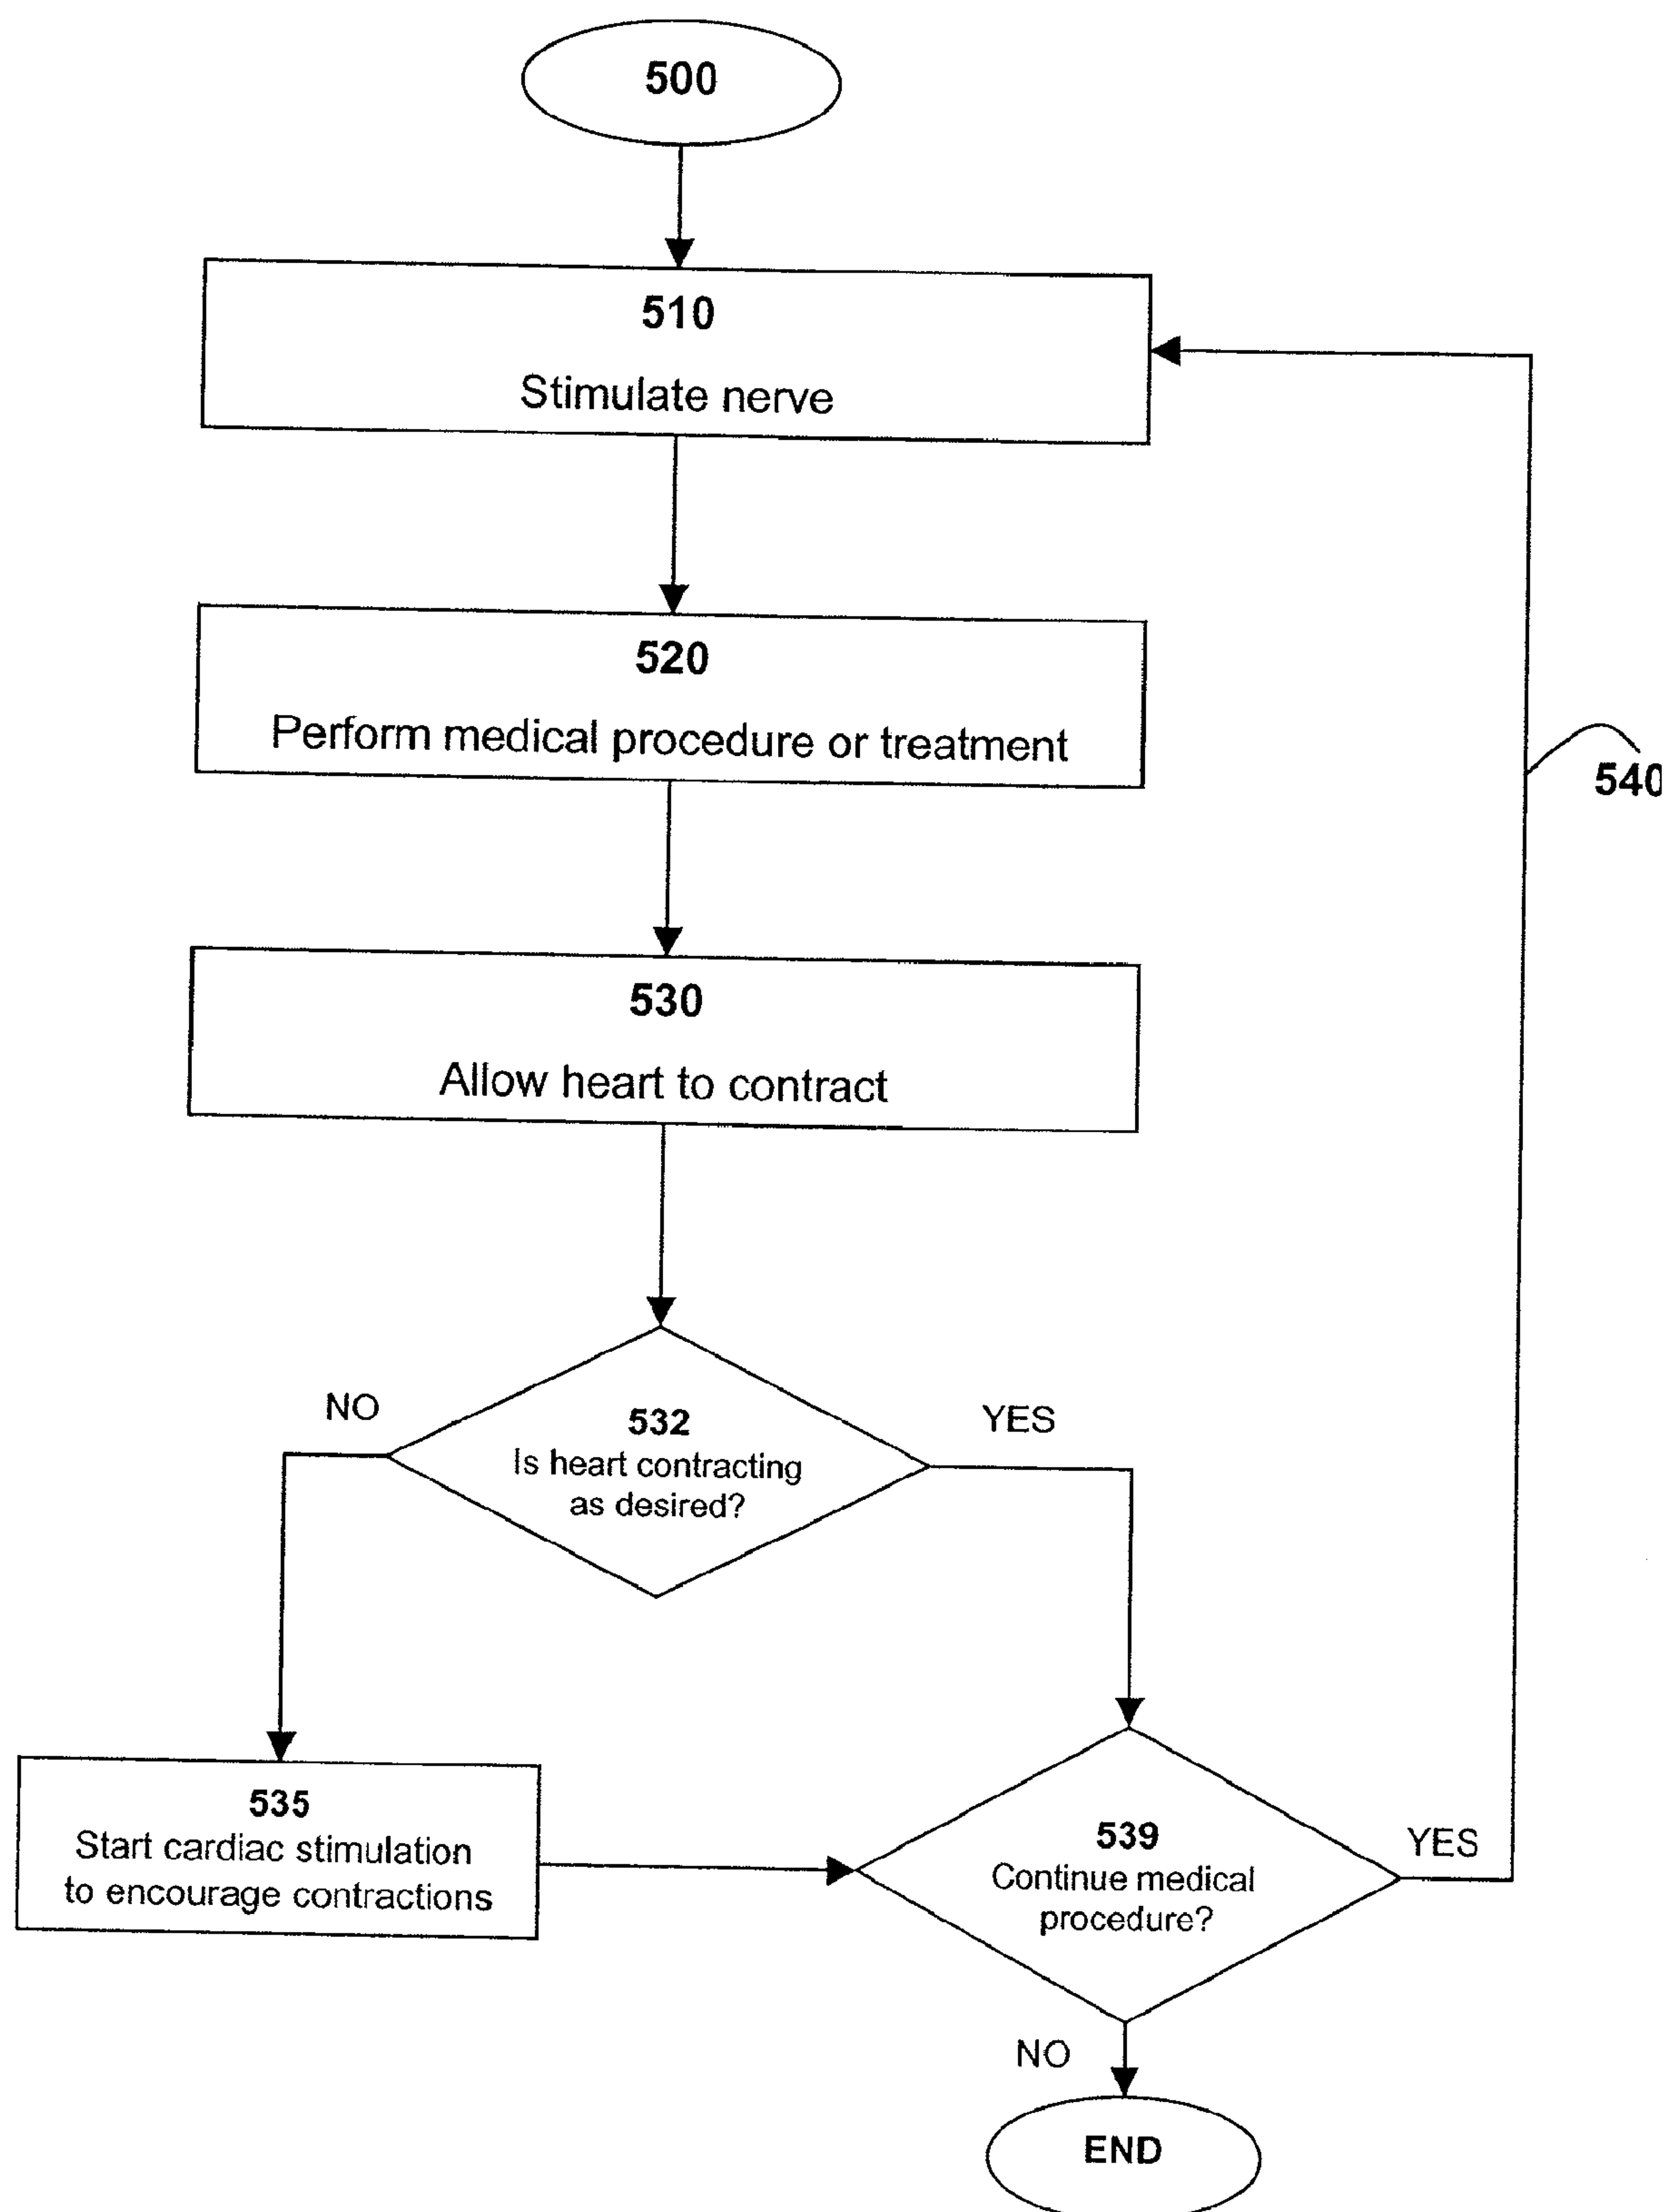 500
510
Stimulate nerve
520
Perform medical procedure or treatment
540
530
Allow heart to contract
NO
YES
532
Is heart contracting
as desired?
535
Start cardiac stimulation
to encourage contractions
539
Continue medical
procedure?
YES
NO
END